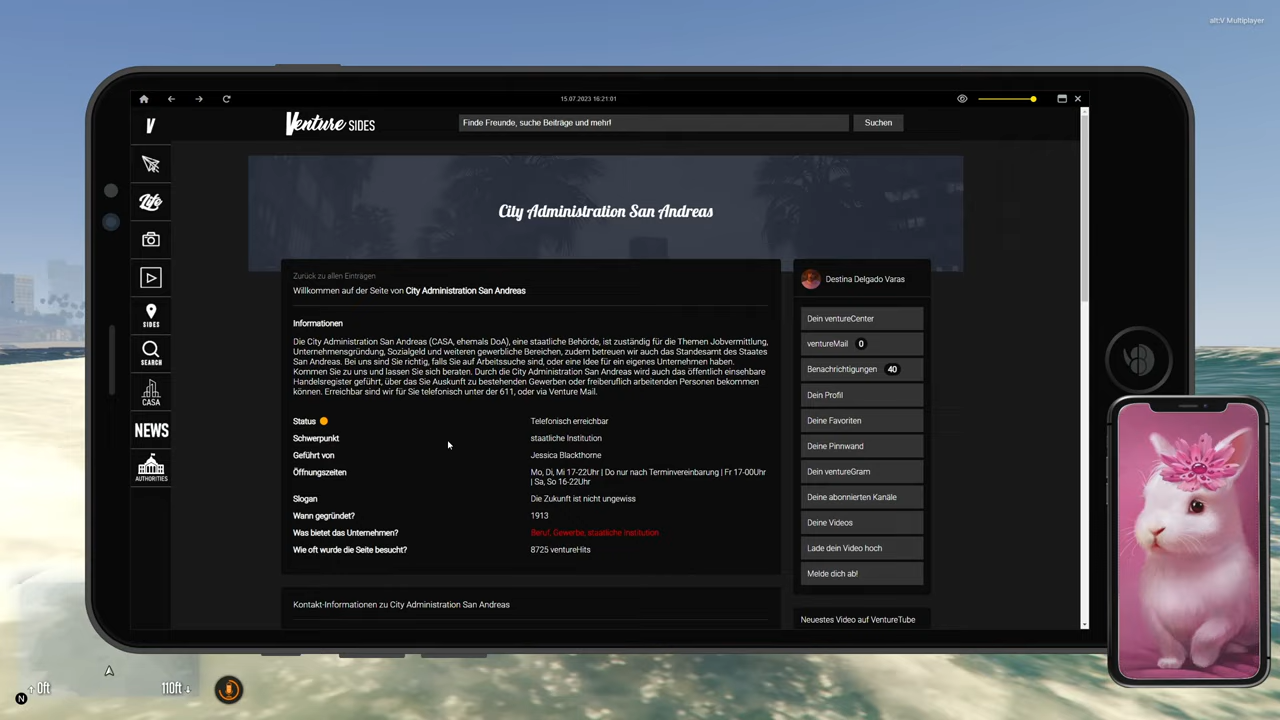 alt:V Multiplayer
15.07.2023 16:21:01
V
Venture SIDES
Finde Freunde, suche Beiträge und mehr!
Suchen
Life
SIDES
SEARCH
CASA
NEWS
AUTHORITIES
City Administration San Andreas
Zurück zu allen Einträgen
Willkommen auf der Seite von City Administration San Andreas
Informationen
Die City Administration San Andreas (CASA, ehemals DoA), eine staatliche Behörde, ist zuständig für die Themen Jobvermittlung,
Unternehmensgründung, Sozialgeld und weiteren gewerbliche Bereichen, zudem betreuen wir auch das Standesamt des Staates
San Andreas. Bei uns sind Sie richtig, falls Sie auf Arbeitssuche sind, oder eine Idee für ein eigenes Unternehmen haben.
Kommen Sie zu uns und lassen Sie sich beraten. Durch die City Administration San Andreas wird auch das öffentlich einsehbare
Handelsregister geführt, über das Sie Auskunft zu bestehenden Gewerben oder freiberuflich arbeitenden Personen bekommen
können. Erreichbar sind wir für Sie telefonisch unter der 611, oder via Venture Mail.
Status Telefonisch erreichbar
Schwerpunkt staatliche Institution
Geführt von Jessica Blackthorne
Öffnungszeiten Mo, Di, Mi 17-22Uhr | Do nur nach Terminvereinbarung | Fr 17-00Uhr
| Sa, So 16-22Uhr
Slogan Die Zukunft ist nicht ungewiss
Wann gegründet? 1913
Was bietet das Unternehmen? Beruf, Gewerbe, staatliche Institution
Wie oft wurde die Seite besucht? 8725 ventureHits
Kontakt-Informationen zu City Administration San Andreas
Destina Delgado Varas
Dein ventureCenter
ventureMail 0
Benachrichtigungen 40
Dein Profil
Deine Favoriten
Deine Pinnwand
Dein ventureGram
Deine abonnierten Kanäle
Deine Videos
Lade dein Video hoch
Melde dich ab!
Neuestes Video auf VentureTube
N
0ft
110ft